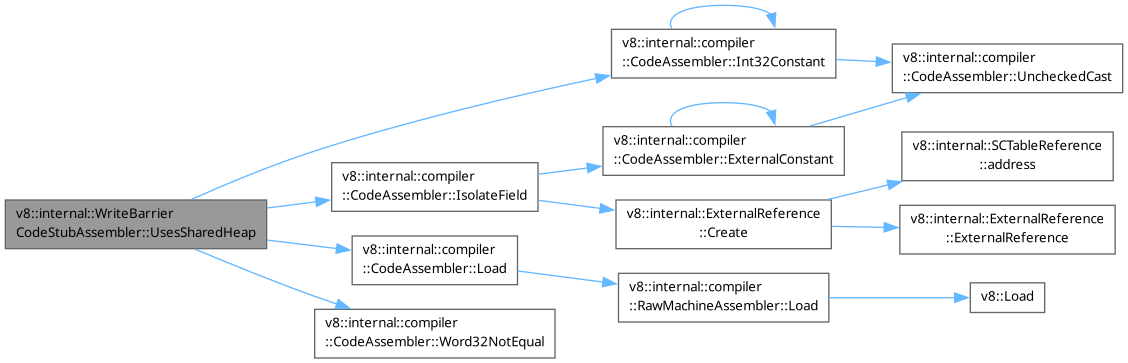 v8::internal::WriteBarrier
CodeStubAssembler::UsesSharedHeap
v8::internal::compiler
::CodeAssembler::Int32Constant
v8::internal::compiler
::CodeAssembler::UncheckedCast
v8::internal::compiler
::CodeAssembler::IsolateField
v8::internal::compiler
::CodeAssembler::ExternalConstant
v8::internal::ExternalReference
::Create
v8::internal::SCTableReference
::address
v8::internal::ExternalReference
::ExternalReference
v8::internal::compiler
::CodeAssembler::Load
v8::internal::compiler
::RawMachineAssembler::Load
v8::Load
v8::internal::compiler
::CodeAssembler::Word32NotEqual